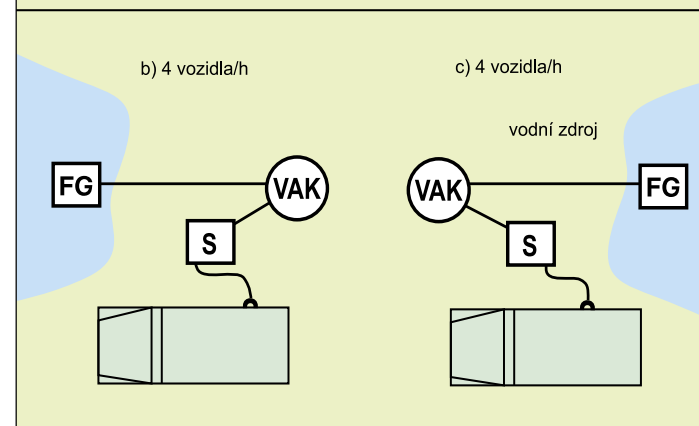 b) 4 vozidla/h
c) 4 vozidla/h
vodní zdroj
FG
VAK
VAK
FG
S
S